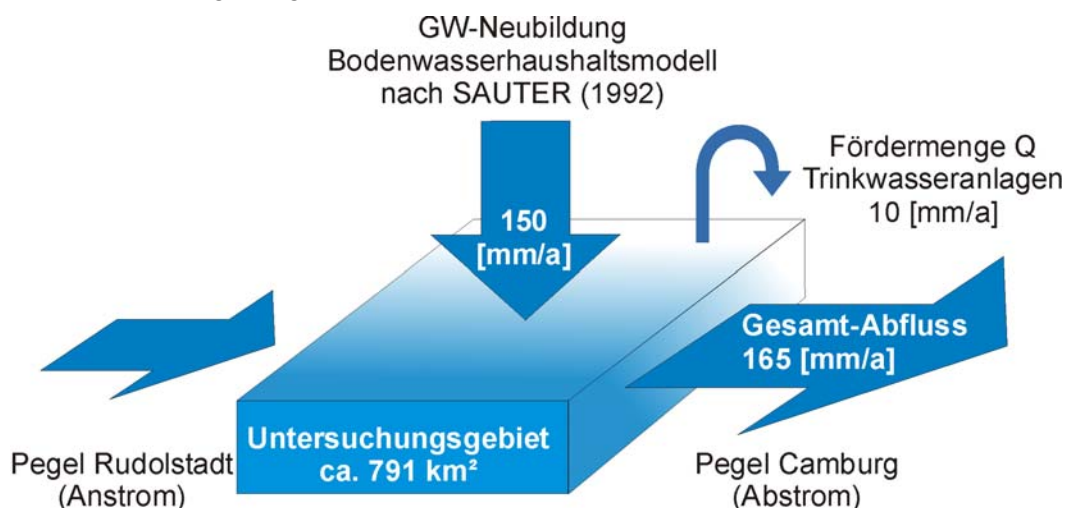 GW-Neubildung
Bodenwasserhaushaltsmodell
nach SAUTER (1992)
Fördermenge Q
Trinkwasseranlagen
10 [mm/a]
150
[mm/a]
Gesamt-Abfluss
165 [mm/a]
Untersuchungsgebiet
ca. 791 km²
Pegel Rudolstadt
(Anstrom)
Pegel Camburg
(Abstrom)